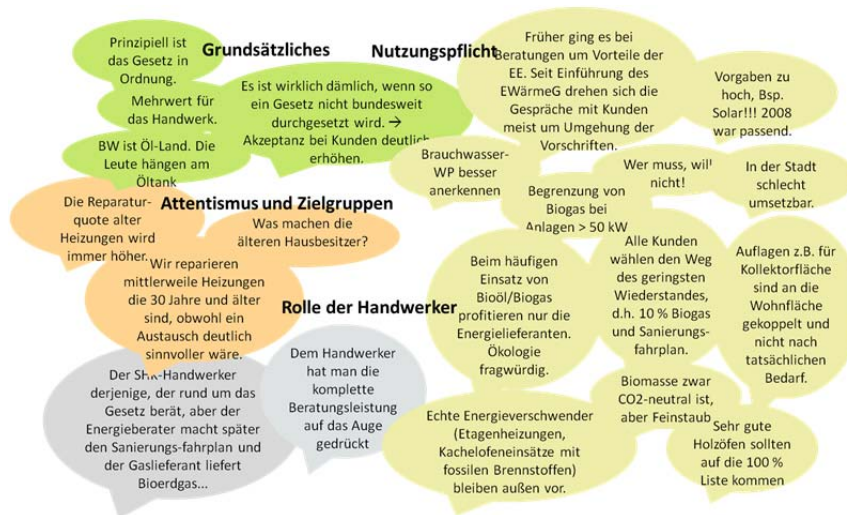 Grundsätzliches
Prinzipiell ist
das Gesetz in
Ordnung.
Mehrwert für
das Handwerk.
BW ist Öl-Land. Die
Leute hängen am
Öltank
Es ist wirklich dämlich, wenn so
ein Gesetz nicht bundesweit
durchgesetzt wird. →
Akzeptanz bei Kunden deutlich
erhöhen.
Attentismus und Zielgruppen
Die Reparatur-
quote alter
Heizungen wird
immer höher.
Was machen die
älteren Hausbesitzer?
Wir reparieren
mittlerweile Heizungen
die 30 Jahre und älter
sind, obwohl ein
Austausch deutlich
sinnvoller wäre.
Rolle der Handwerker
Der SHK-Handwerker
derjenige, der rund um das
Gesetz berät, aber der
Energieberater macht später
den Sanierungs-fahrplan und
der Gaslieferant liefert
Bioerdgas...
Dem Handwerker
hat man die
komplette
Beratungsleistung
auf das Auge
gedrückt
Nutzungspflicht
Früher ging es bei
Beratungen um Vorteile der
EE. Seit Einführung des
EWärmeG drehen sich die
Gespräche mit Kunden
meist um Umgehung der
Vorschriften.
Vorgaben zu
hoch, Bsp.
Solar!!! 2008
war passend.
Brauchwasser-
WP besser
anerkennen
Wer muss, will
nicht!
In der Stadt
schlecht
umsetzbar.
Begrenzung von
Biogas bei
Anlagen > 50 kW
Beim häufigen
Einsatz von
Bioöl/Biogas
profitieren nur die
Energielieferanten.
Ökologie
fragwürdig.
Alle Kunden
wählen den Weg
des geringsten
Wiederstandes,
d.h. 10 % Biogas
und Sanierungs-
fahrplan.
Auflagen z.B. für
Kollektorfläche
sind an die
Wohnfläche
gekoppelt und
nicht nach
tatsächlichen
Bedarf.
Biomasse zwar
CO2-neutral ist,
aber Feinstaub
Echte Energieverschwender
(Etagenheizungen,
Kachelofeneinsätze mit
fossilen Brennstoffen)
bleiben außen vor.
Sehr gute
Holzöfen sollten
auf die 100 %
Liste kommen